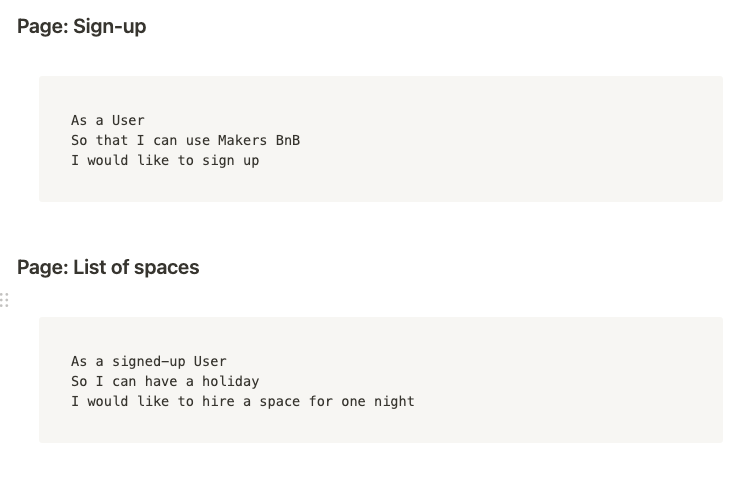 Page: Sign-up
As a User
So that I can use Makers BnB
I would like to sign up
Page: List of spaces
As a signed-up User
So I can have a holiday
I would like to hire a space for one night